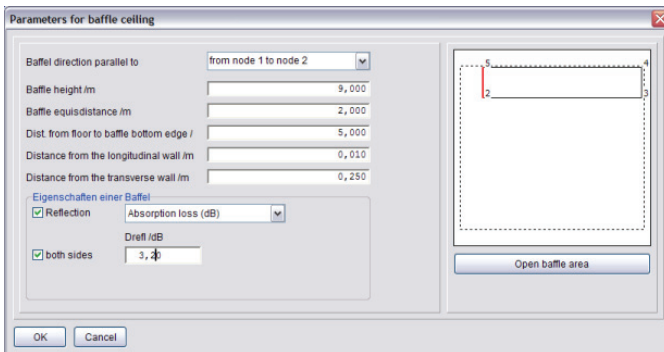 Parameters for baffle ceiling
Baffel direction parallel to from node 1 to node 2
Baffle height /m 9,000
Baffle equisdistance /m 2,000
Dist. from floor to baffle bottom edge / 5,000
Distance from the longitudinal wall /m 0,010
Distance from the transverse wall /m 0,250
Eigenschaften einer Baffel
Reflection Absorption loss (dB)
Drefl /dB
both sides 3,20
5 4
2 3
Open baffle area
OK Cancel